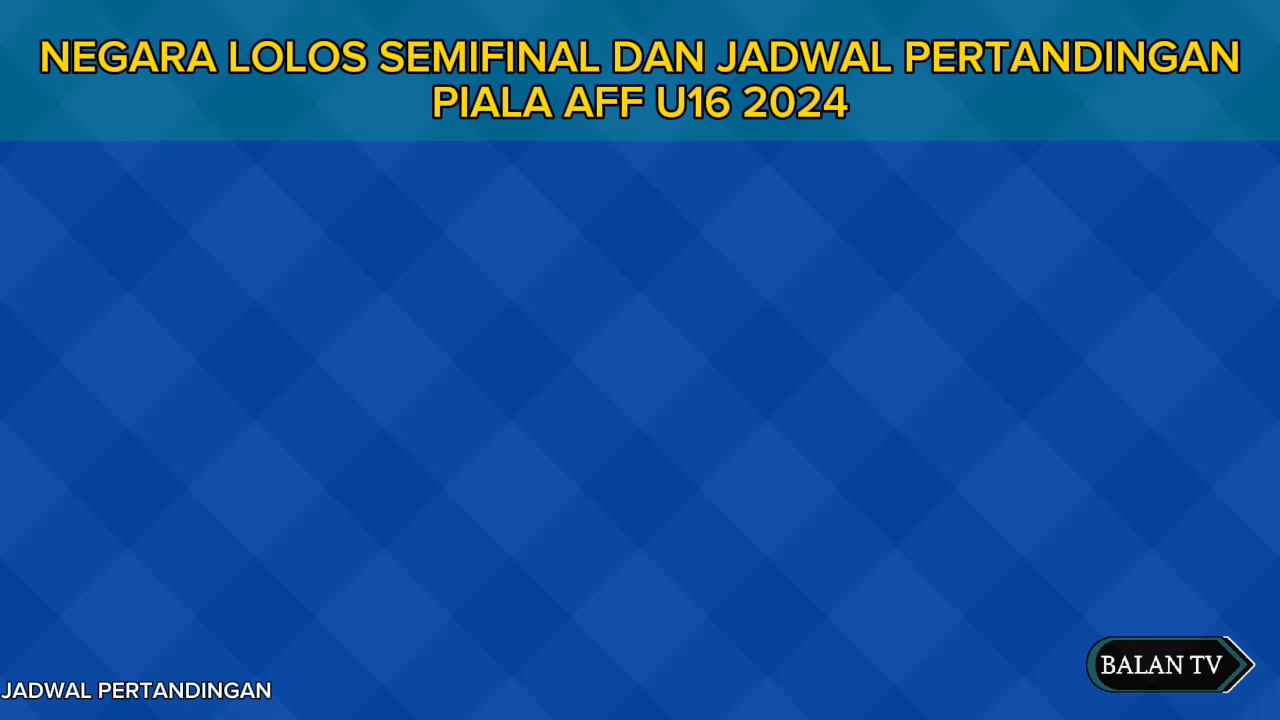 NEGARA LOLOS SEMIFINAL DAN JADWAL PERTANDINGAN
PIALA AFF U16 2024
BALAN TV
JADWAL PERTANDINGAN